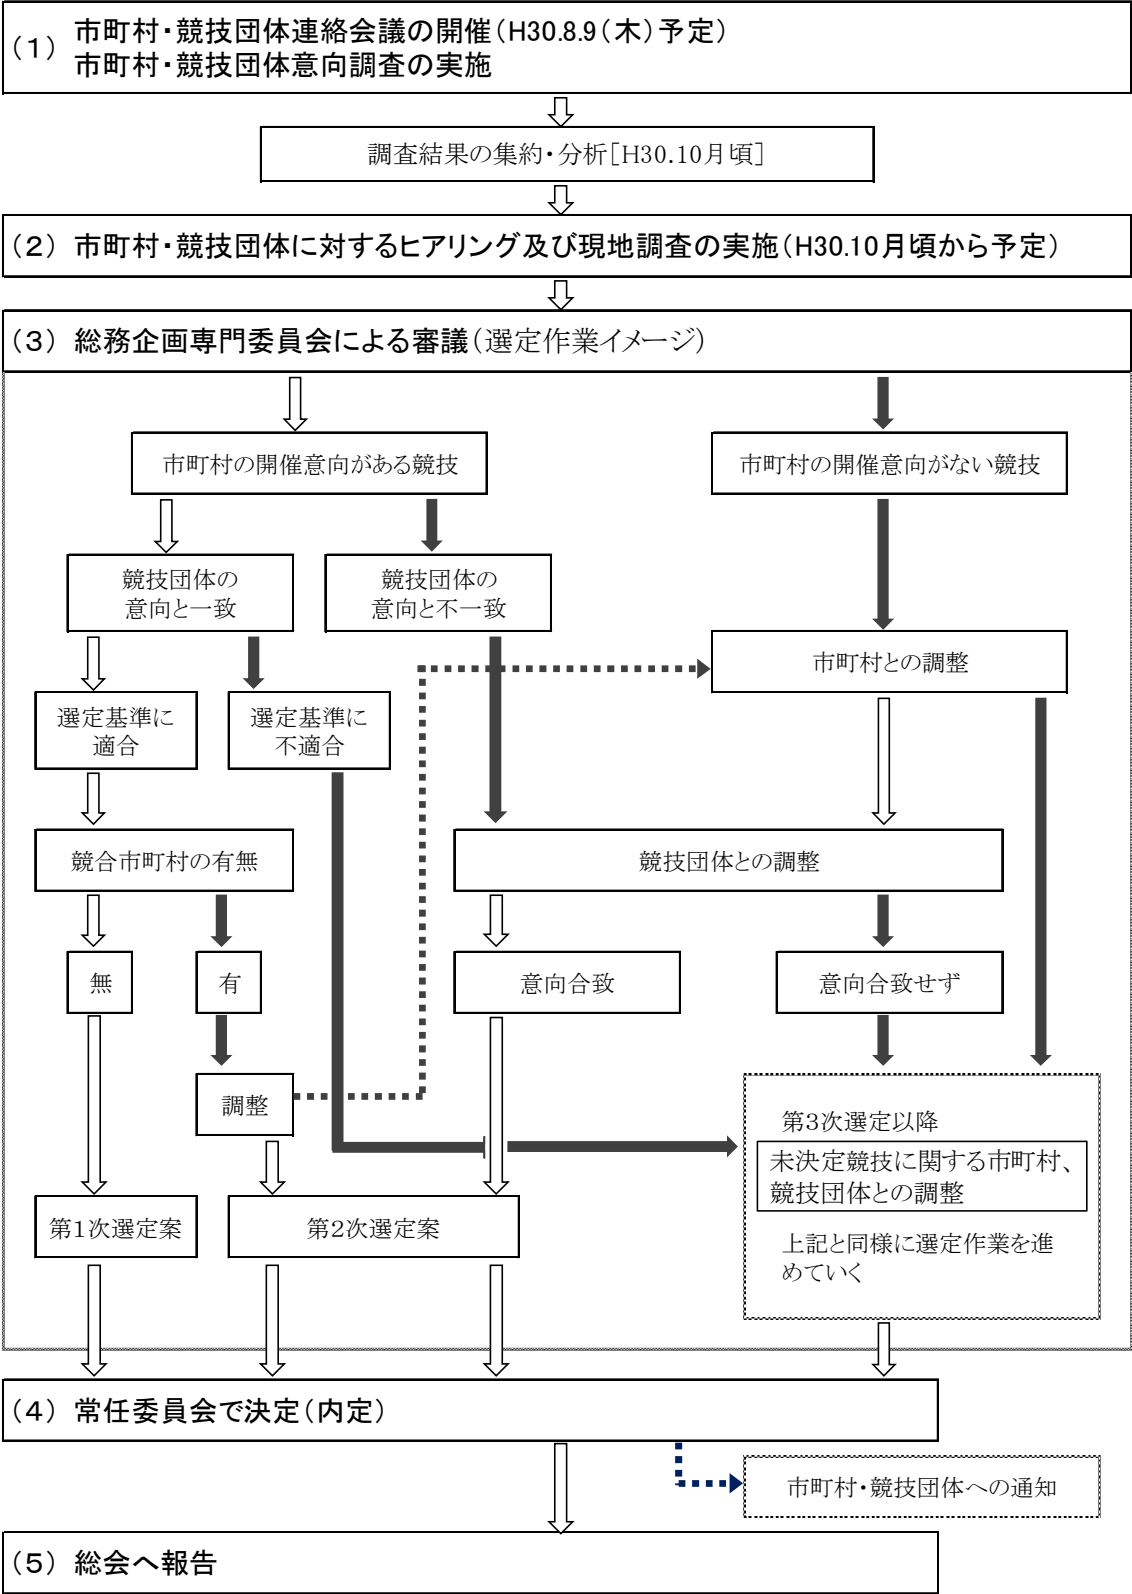 （１） 市町村・競技団体連絡会議の開催（H30.8.9（木）予定）
市町村・競技団体意向調査の実施
調査結果の集約・分析［H30.10月頃］
（２） 市町村・競技団体に対するヒアリング及び現地調査の実施（H30.10月頃から予定）
（３） 総務企画専門委員会による審議（選定作業イメージ）
市町村の開催意向がある競技
市町村の開催意向がない競技
競技団体の
意向と一致
競技団体の
意向と不一致
市町村との調整
選定基準に
適合
選定基準に
不適合
競合市町村の有無
競技団体との調整
無
有
意向合致
意向合致せず
調整
第３次選定以降
未決定競技に関する市町村、
競技団体との調整
上記と同様に選定作業を進
めていく
第１次選定案
第２次選定案
（４） 常任委員会で決定（内定）
市町村・競技団体への通知
（５） 総会へ報告